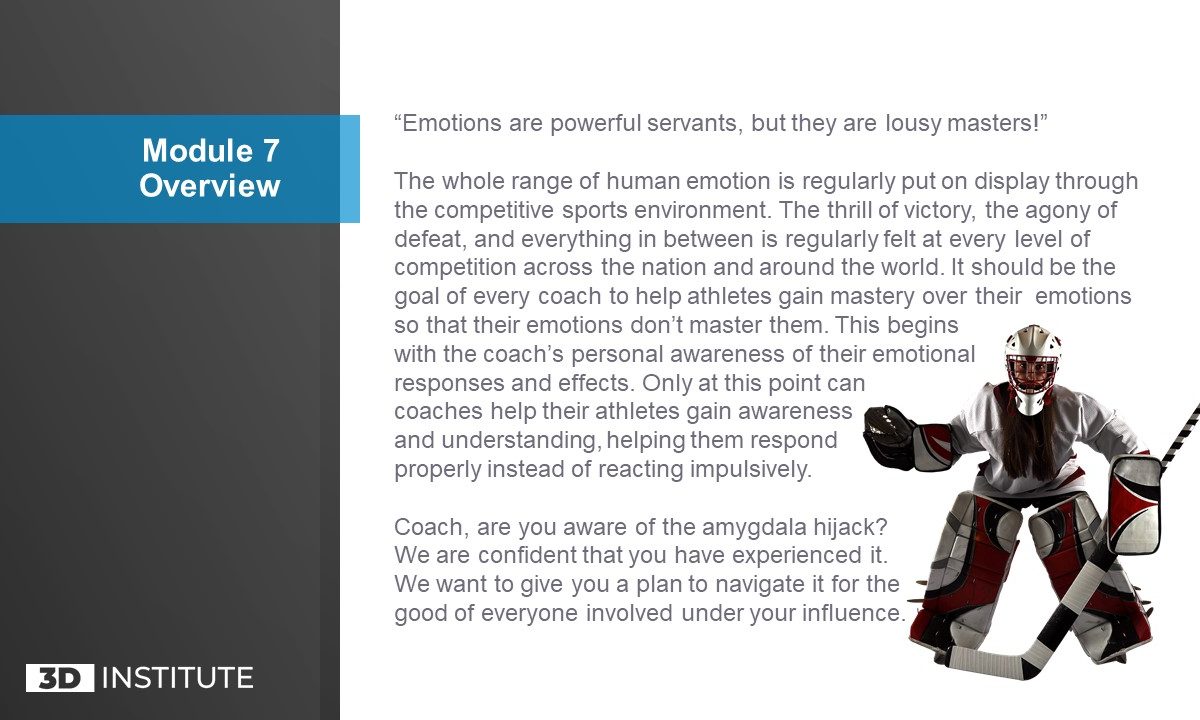 Module 7
Overview
“Emotions are powerful servants, but they are lousy masters!”
The whole range of human emotion is regularly put on display through
the competitive sports environment. The thrill of victory, the agony of
defeat, and everything in between is regularly felt at every level of
competition across the nation and around the world. It should be the
goal of every coach to help athletes gain mastery over their  emotions
so that their emotions don’t master them. This begins
with the coach’s personal awareness of their emotional
responses and effects. Only at this point can
coaches help their athletes gain awareness
and understanding, helping them respond
properly instead of reacting impulsively.
Coach, are you aware of the amygdala hijack?
We are confident that you have experienced it.
We want to give you a plan to navigate it for the
good of everyone involved under your influence.
3D INSTITUTE